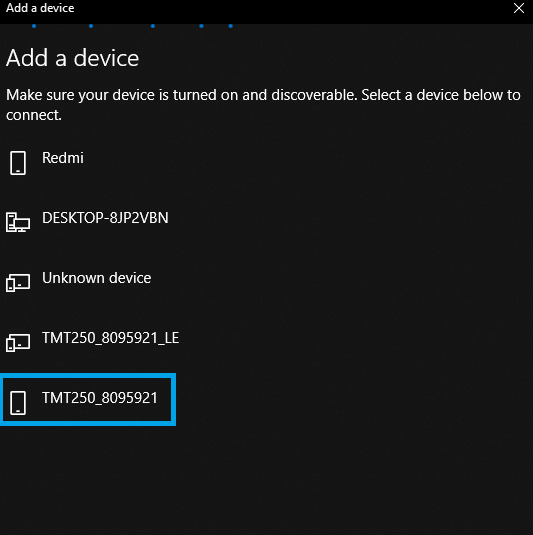 Add a device
Add a device
Make sure your device is turned on and discoverable. Select a device below to
connect.
Redmi
DESKTOP-8JP2VBN
Unknown device
TMT250_8095921_LE
TMT250_8095921